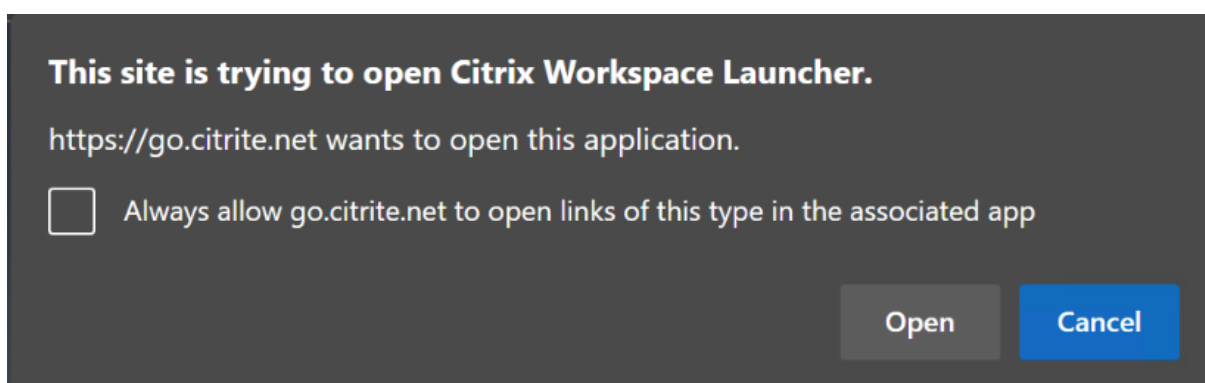 This site is trying to open Citrix Workspace Launcher.
https://go.citrite.net wants to open this application.
Always allow go.citrite.net to open links of this type in the associated app
Open Cancel